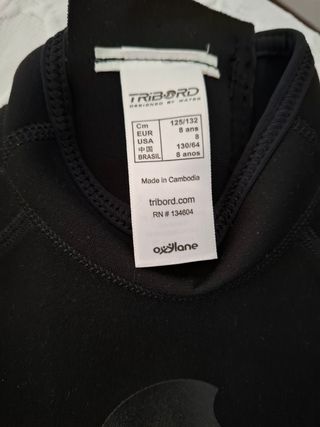 TRIBORD
DESIGNED BY WATER
Cm 125/132
EUR 8 ans
USA 8
中国 130/64
BRASIL 8 anos
Made in Cambodia
tribord.com
RN # 134604
oxylane